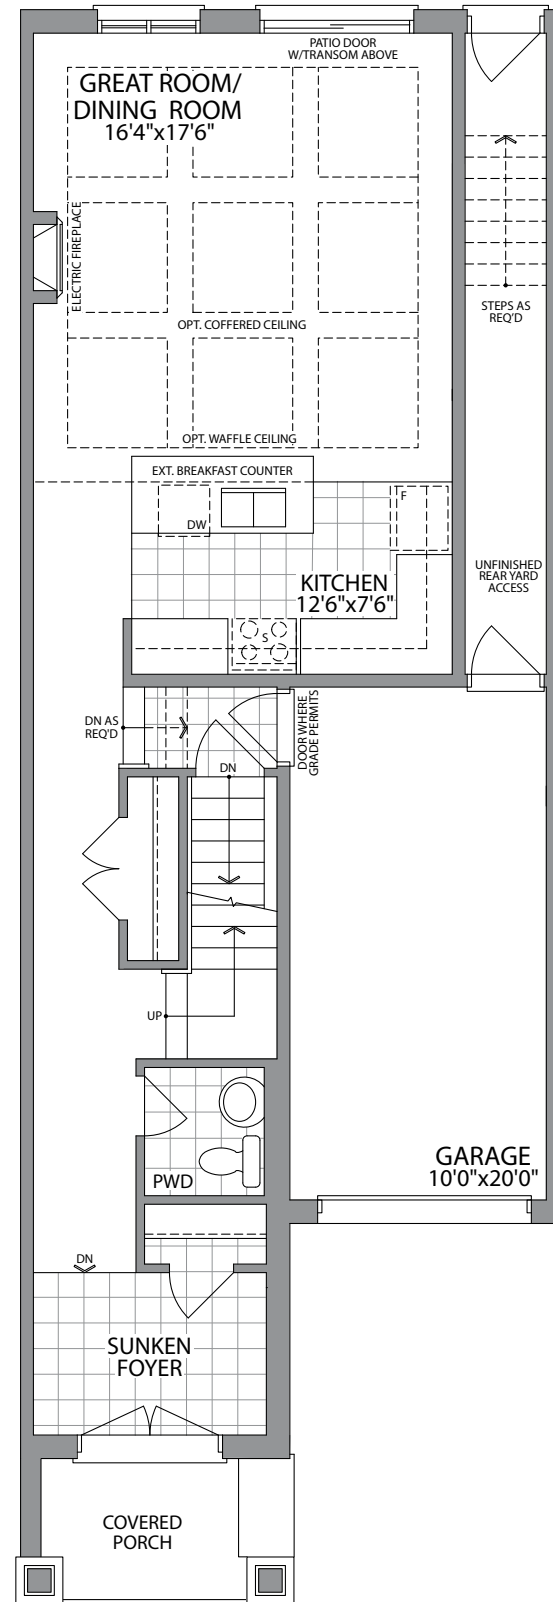 PATIO DOOR
W/TRANSOM ABOVE
GREAT ROOM/
DINING ROOM
16'4"x17'6"
ELECTRIC FIREPLACE
STEPS AS
REQ'D
OPT. COFFERED CEILING
OPT. WAFFLE CEILING
EXT. BREAKFAST COUNTER
F
DW
UNFINISHED
REAR YARD
ACCESS
KITCHEN
12'6"x7'6"
S
DN AS
REQ'D
DOOR WHERE
GRADE PERMITS
DN
UP
GARAGE
10'0"x20'0"
PWD
DN
SUNKEN
FOYER
COVERED
PORCH